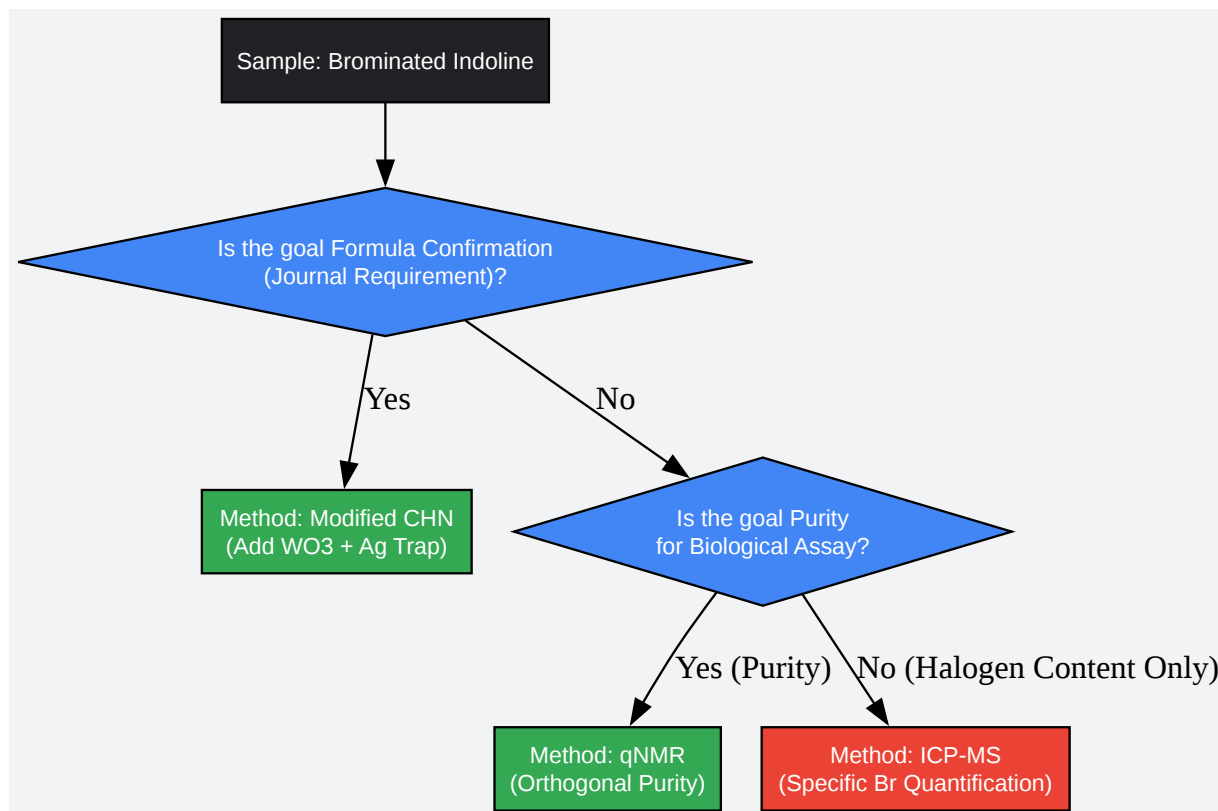 Sample: Brominated Indoline
Is the goal Formula Confirmation
(Journal Requirement)?
Yes
No
Method: Modified CHN
(Add WO3 + Ag Trap)
Is the goal Purity
for Biological Assay?
Yes (Purity)
No (Halogen Content Only)
Method: qNMR
(Orthogonal Purity)
Method: ICP-MS
(Specific Br Quantification)